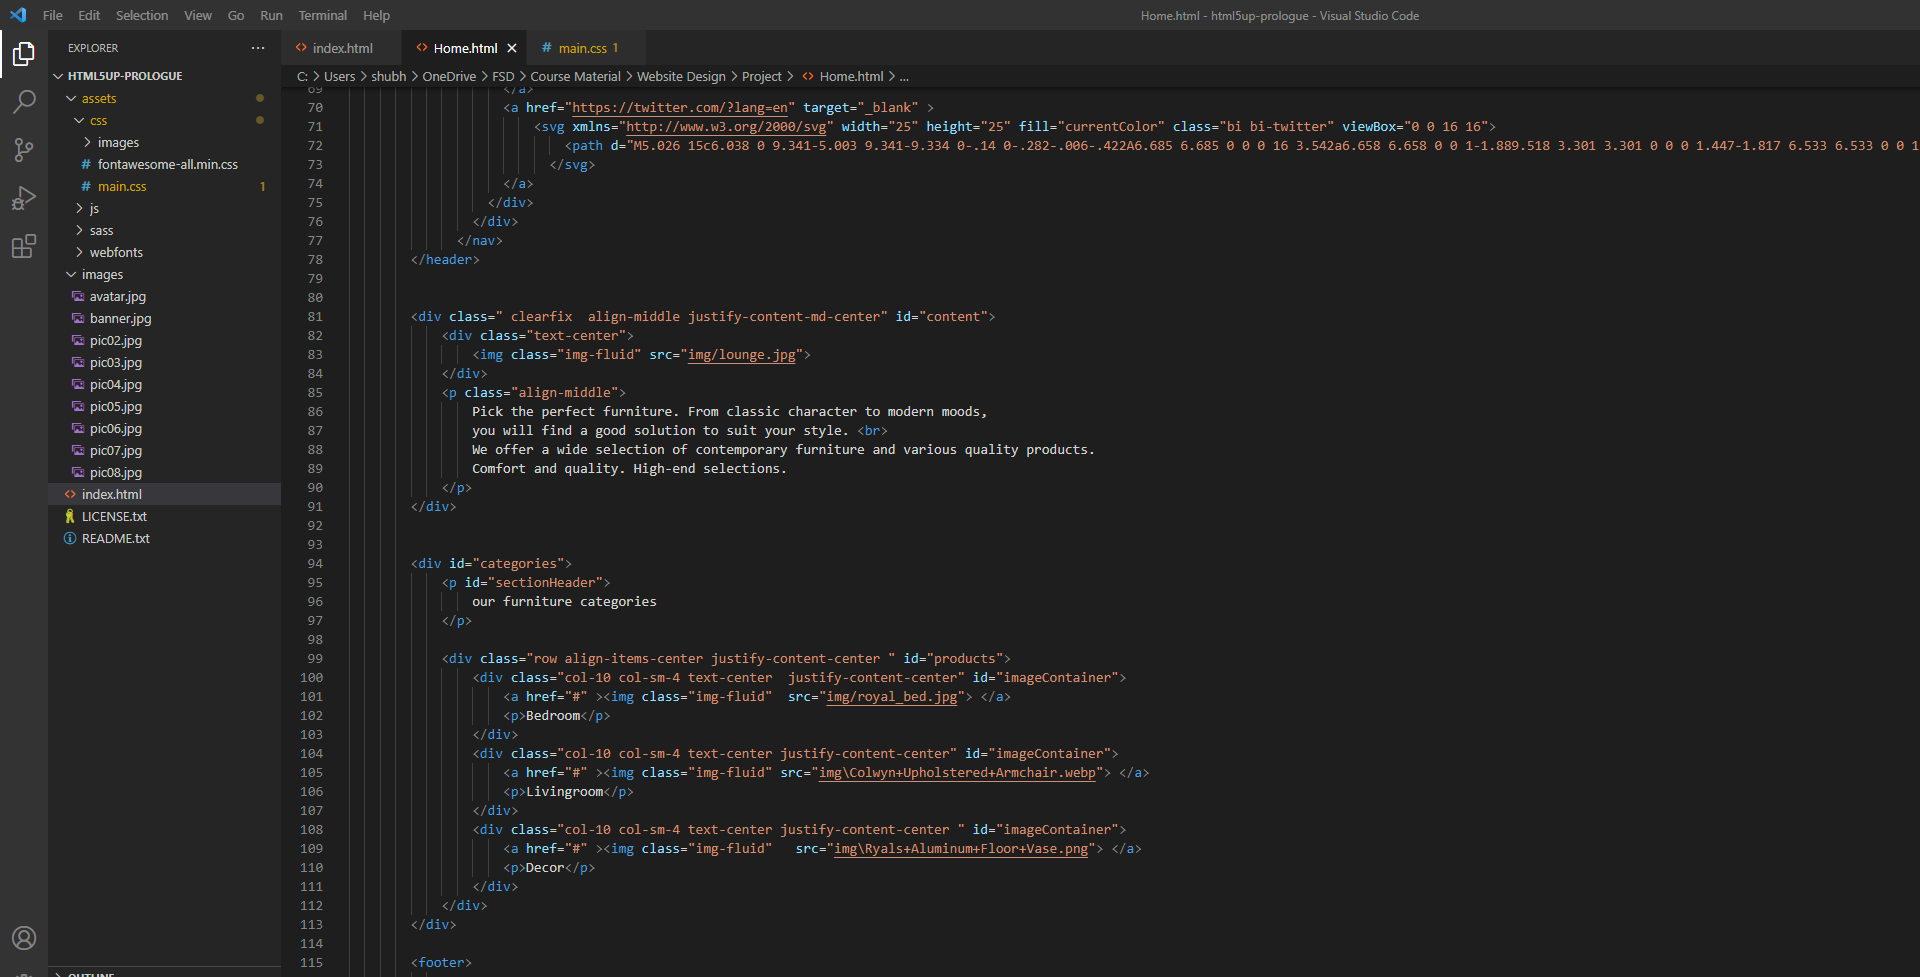 File Edit Selection View Go Run Terminal Help
Home.html - html5up-prologue - Visual Studio Code
EXPLORER ...
HTML5UP-PROLOGUE
assets
css
images
# fontawesome-all.min.css
# main.css 1
js
sass
webfonts
images
avatar.jpg
banner.jpg
pic02.jpg
pic03.jpg
pic04.jpg
pic05.jpg
pic06.jpg
pic07.jpg
pic08.jpg
<> index.html
LICENSE.txt
README.txt
OUTLINE
<> index.html <> Home.html # main.css 1
C: > Users > shubh > OneDrive > FSD > Course Material > Website Design > Project > <> Home.html > ...
69 </a>
70 <a href="https://twitter.com/?lang=en" target="_blank" >
71 <svg xmlns="http://www.w3.org/2000/svg" width="25" height="25" fill="currentColor" class="bi bi-twitter" viewBox="0 0 16 16">
72 <path d="M5.026 15c6.038 0 9.341-5.003 9.341-9.334 0-.14 0-.282-.006-.422A6.685 6.685 0 0 0 16 3.542a6.658 6.658 0 0 1-1.889.518 3.301 3.301 0 0 0 1.447-1.817 6.533 6.533 0 0 1
73 </svg>
74 </a>
75 </div>
76 </div>
77 </nav>
78 </header>
79
80
81 <div class=" clearfix  align-middle justify-content-md-center" id="content">
82 <div class="text-center">
83 <img class="img-fluid" src="img/lounge.jpg">
84 </div>
85 <p class="align-middle">
86 Pick the perfect furniture. From classic character to modern moods,
87 you will find a good solution to suit your style. <br>
88 We offer a wide selection of contemporary furniture and various quality products.
89 Comfort and quality. High-end selections.
90 </p>
91 </div>
92
93
94 <div id="categories">
95 <p id="sectionHeader">
96 our furniture categories
97 </p>
98
99 <div class="row align-items-center justify-content-center " id="products">
100 <div class="col-10 col-sm-4 text-center  justify-content-center" id="imageContainer">
101 <a href="#" ><img class="img-fluid"  src="img/royal_bed.jpg"> </a>
102 <p>Bedroom</p>
103 </div>
104 <div class="col-10 col-sm-4 text-center justify-content-center" id="imageContainer">
105 <a href="#" ><img class="img-fluid" src="img\Colwyn+Upholstered+Armchair.webp"> </a>
106 <p>Livingroom</p>
107 </div>
108 <div class="col-10 col-sm-4 text-center justify-content-center " id="imageContainer">
109 <a href="#" ><img class="img-fluid"   src="img\Ryals+Aluminum+Floor+Vase.png"> </a>
110 <p>Decor</p>
111 </div>
112 </div>
113 </div>
114
115 <footer>